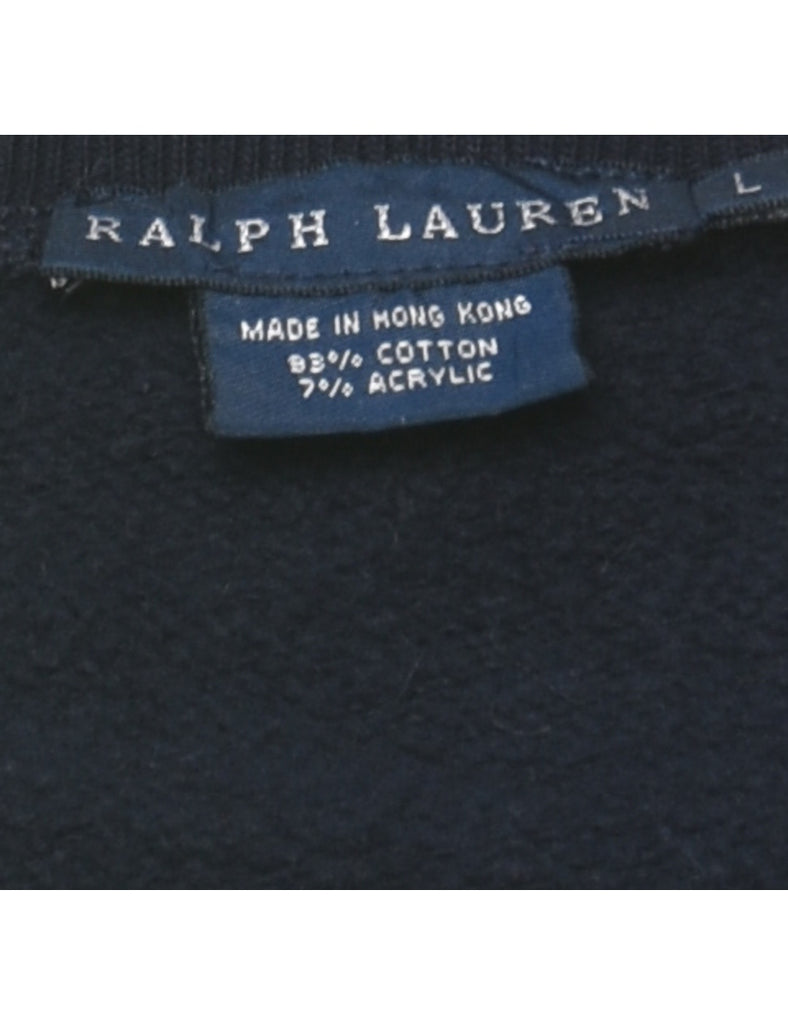 RALPH LAUREN L
MADE IN HONG KONG
93% COTTON
7% ACRYLIC